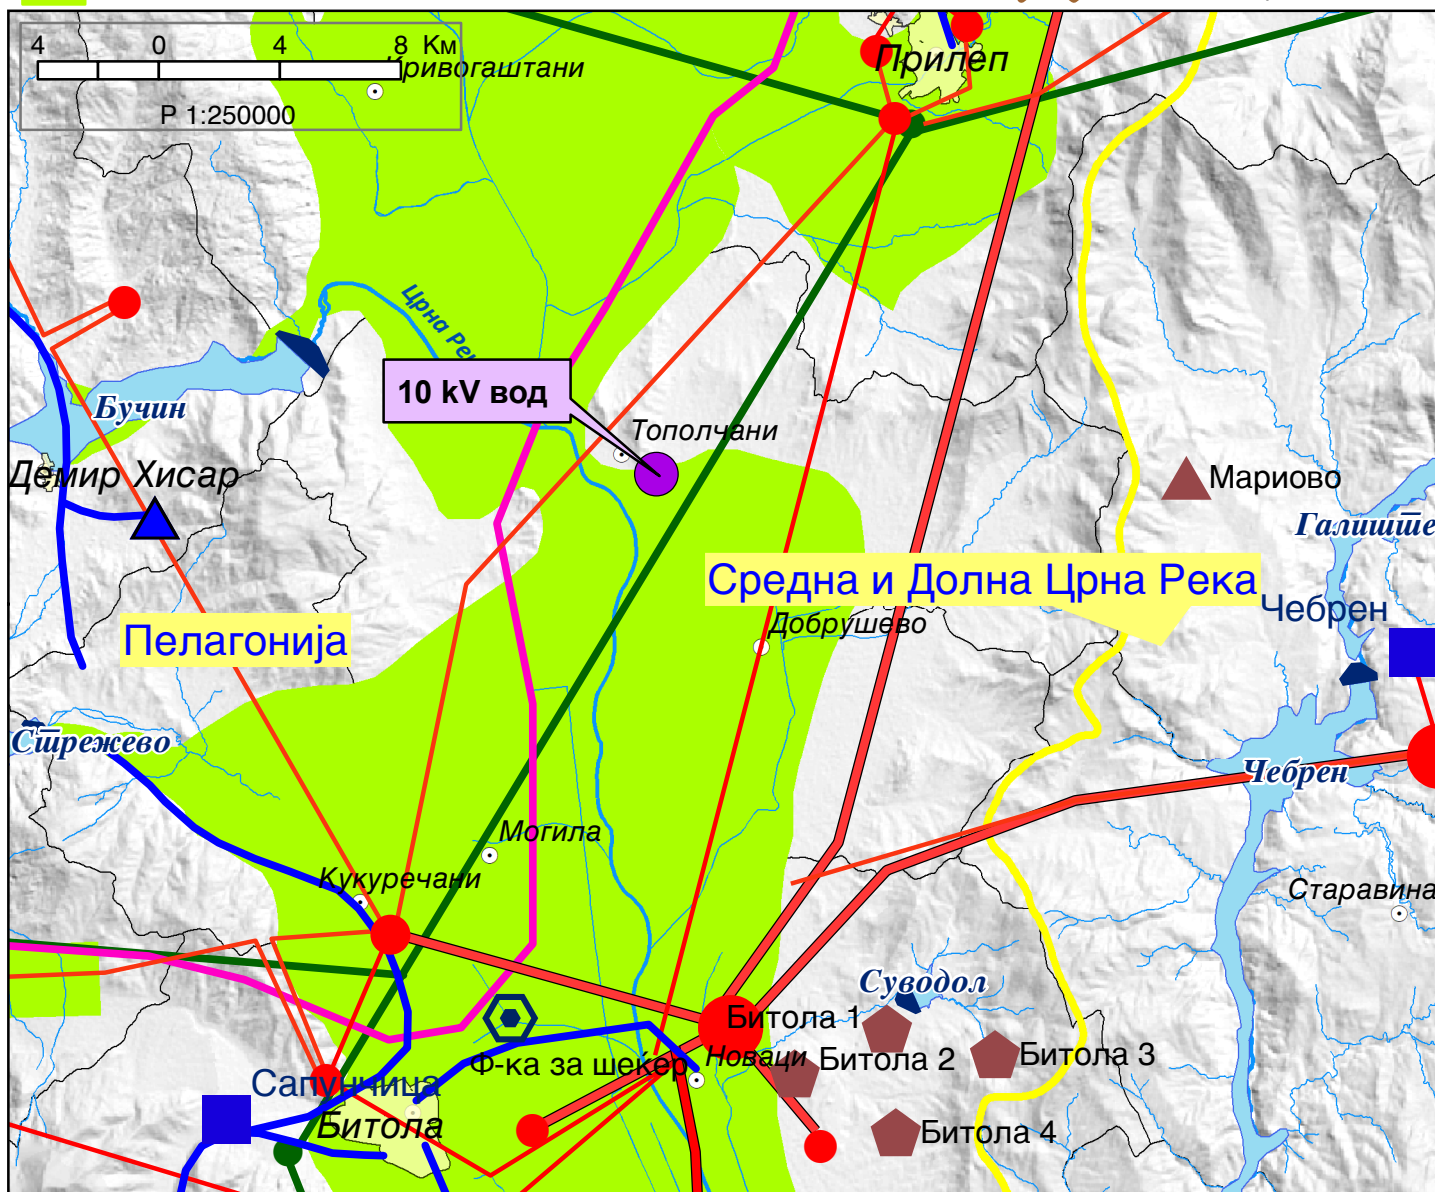 4 0 4 8 Км
Р 1:250000
Кривогаштани
Прилеп
Црна Рек
10 kV вод
Тополчани
Бучин
Демир Хисар
Мариово
Галиште
Средна и Долна Црна Река
Чебрен
Добрушево
Пелагонија
Стрежево
Чебрен
Могила
Кукуречани
Старавина
Суводол
Битола 1
Ф-ка за шеќер
Новаци
Битола 2
Битола 3
Сапунчица
Битола
Битола 4